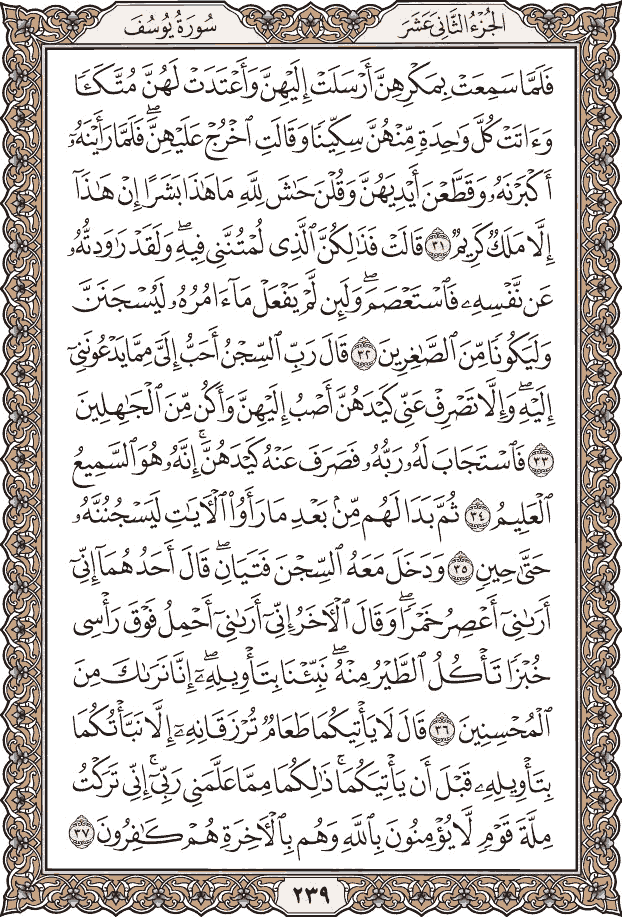 الجُزْءُ الثَّانِي عَشَرَ
سُورَةُ يُوسُفَ
فَلَمَّا سَمِعَتْ بِمَكْرِهِنَّ أَرْسَلَتْ إِلَيْهِنَّ وَأَعْتَدَتْ لَهُنَّ مُتَّكَـًٔا
وَءَاتَتْ كُلَّ وَٰحِدَةٍ مِّنْهُنَّ سِكِّينًا وَقَالَتِ ٱخْرُجْ عَلَيْهِنَّ ۖ فَلَمَّا رَأَيْنَهُۥٓ
أَكْبَرْنَهُۥ وَقَطَّعْنَ أَيْدِيَهُنَّ وَقُلْنَ حَٰشَ لِلَّهِ مَا هَٰذَا بَشَرًا إِنْ هَٰذَآ
إِلَّا مَلَكٌ كَرِيمٌ ٣١ قَالَتْ فَذَٰلِكُنَّ ٱلَّذِى لُمْتُنَّنِى فِيهِ ۖ وَلَقَدْ رَٰوَدتُّهُۥ
عَن نَّفْسِهِۦ فَٱسْتَعْصَمَ ۖ وَلَئِن لَّمْ يَفْعَلْ مَآ ءَامُرُهُۥ لَيُسْجَنَنَّ
وَلَيَكُونًا مِّنَ ٱلصَّٰغِرِينَ ٣٢ قَالَ رَبِّ ٱلسِّجْنُ أَحَبُّ إِلَىَّ مِمَّا يَدْعُونَنِىٓ
إِلَيْهِ ۖ وَإِلَّا تَصْرِفْ عَنِّى كَيْدَهُنَّ أَصْبُ إِلَيْهِنَّ وَأَكُن مِّنَ ٱلْجَٰهِلِينَ
٣٣ فَٱسْتَجَابَ لَهُۥ رَبُّهُۥ فَصَرَفَ عَنْهُ كَيْدَهُنَّ ۚ إِنَّهُۥ هُوَ ٱلسَّمِيعُ
ٱلْعَلِيمُ ٣٤ ثُمَّ بَدَا لَهُم مِّنۢ بَعْدِ مَا رَأَوُا۟ ٱلْءَايَٰتِ لَيَسْجُنُنَّهُۥ
حَتَّىٰ حِينٍ ٣٥ وَدَخَلَ مَعَهُ ٱلسِّجْنَ فَتَيَانِ ۖ قَالَ أَحَدُهُمَآ إِنِّىٓ
أَرَىٰنِىٓ أَعْصِرُ خَمْرًا ۖ وَقَالَ ٱلْءَاخَرُ إِنِّىٓ أَرَىٰنِىٓ أَحْمِلُ فَوْقَ رَأْسِى
خُبْزًا تَأْكُلُ ٱلطَّيْرُ مِنْهُ ۖ نَبِّئْنَا بِتَأْوِيلِهِۦٓ ۖ إِنَّا نَرَىٰكَ مِنَ
ٱلْمُحْسِنِينَ ٣٦ قَالَ لَا يَأْتِيكُمَا طَعَامٌ تُرْزَقَانِهِۦٓ إِلَّا نَبَّأْتُكُمَا
بِتَأْوِيلِهِۦ قَبْلَ أَن يَأْتِيَكُمَا ۚ ذَٰلِكُمَا مِمَّا عَلَّمَنِى رَبِّىٓ ۚ إِنِّى تَرَكْتُ
مِلَّةَ قَوْمٍ لَّا يُؤْمِنُونَ بِٱللَّهِ وَهُم بِٱلْءَاخِرَةِ هُمْ كَٰفِرُونَ ٣٧
٢٣٩